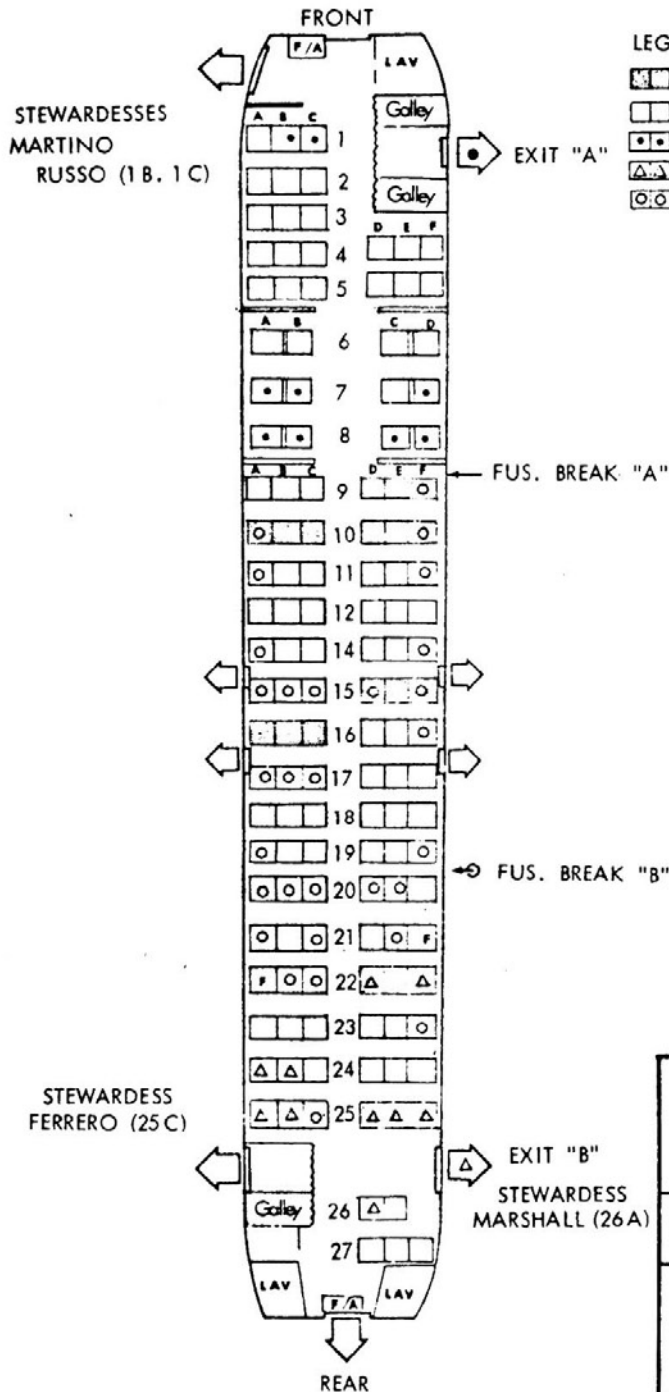 FRONT
F/A
LAV
LEG
STEWARDESSES
MARTINO
RUSSO (1B. 1C)
A B C
Galley
1
EXIT "A"
2
Galley
3
D E F
4
5
A B
C D
6
7
8
A B C
D E F
FUS. BREAK "A"
9
10
11
12
14
15
16
17
18
19
20
FUS. BREAK "B"
21 F
F 22
23
24
STEWARDESS
FERRERO (25C)
25
EXIT "B"
STEWARDESS
MARSHALL (26A)
Galley
26
27
LAV
LAV
F/A
REAR